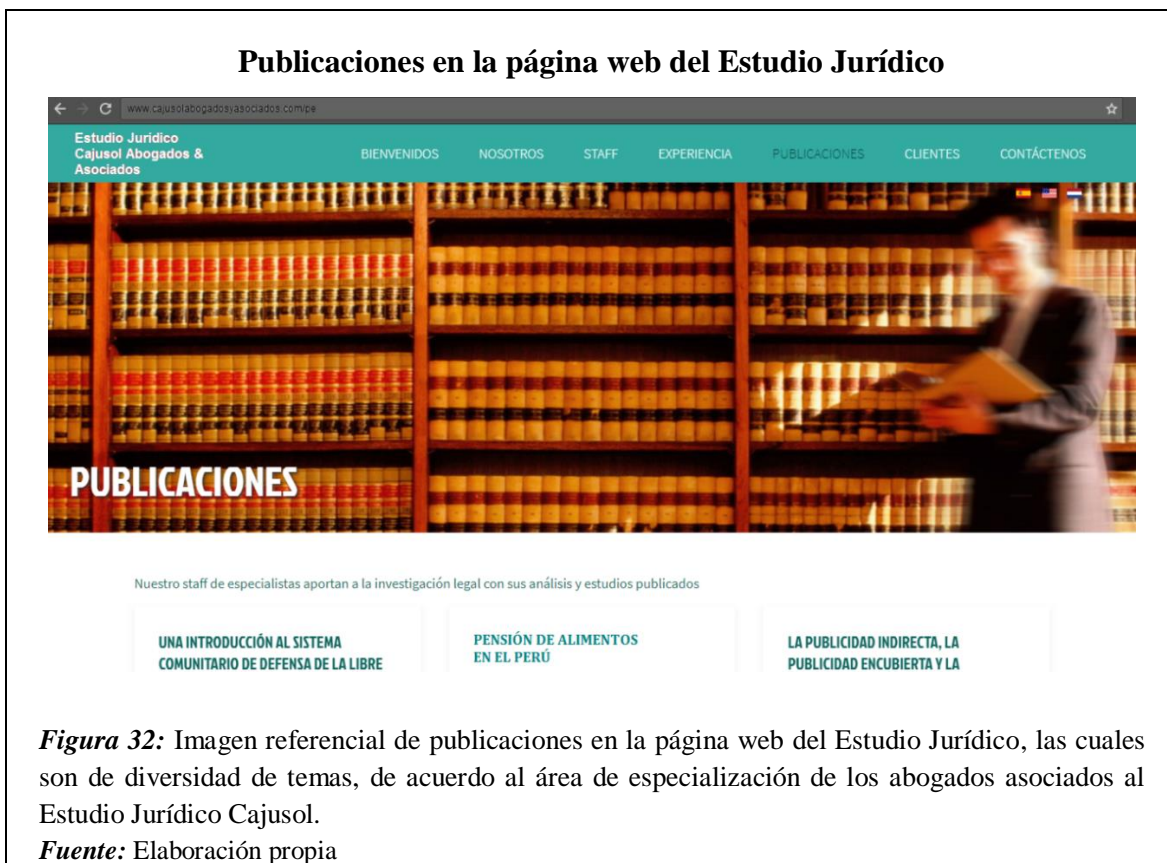 Publicaciones en la página web del Estudio Jurídico
www.cajusolabogadosyasociados.com/pe
Estudio Jurídico
Cajusol Abogados &
Asociados
BIENVENIDOS NOSOTROS STAFF EXPERIENCIA PUBLICACIONES CLIENTES CONTÁCTENOS
PUBLICACIONES
Nuestro staff de especialistas aportan a la investigación legal con sus análisis y estudios publicados
UNA INTRODUCCIÓN AL SISTEMA
COMUNITARIO DE DEFENSA DE LA LIBRE
PENSIÓN DE ALIMENTOS
EN EL PERÚ
LA PUBLICIDAD INDIRECTA, LA
PUBLICIDAD ENCUBIERTA Y LA
Figura 32: Imagen referencial de publicaciones en la página web del Estudio Jurídico, las cuales
son de diversidad de temas, de acuerdo al área de especialización de los abogados asociados al
Estudio Jurídico Cajusol.
Fuente: Elaboración propia